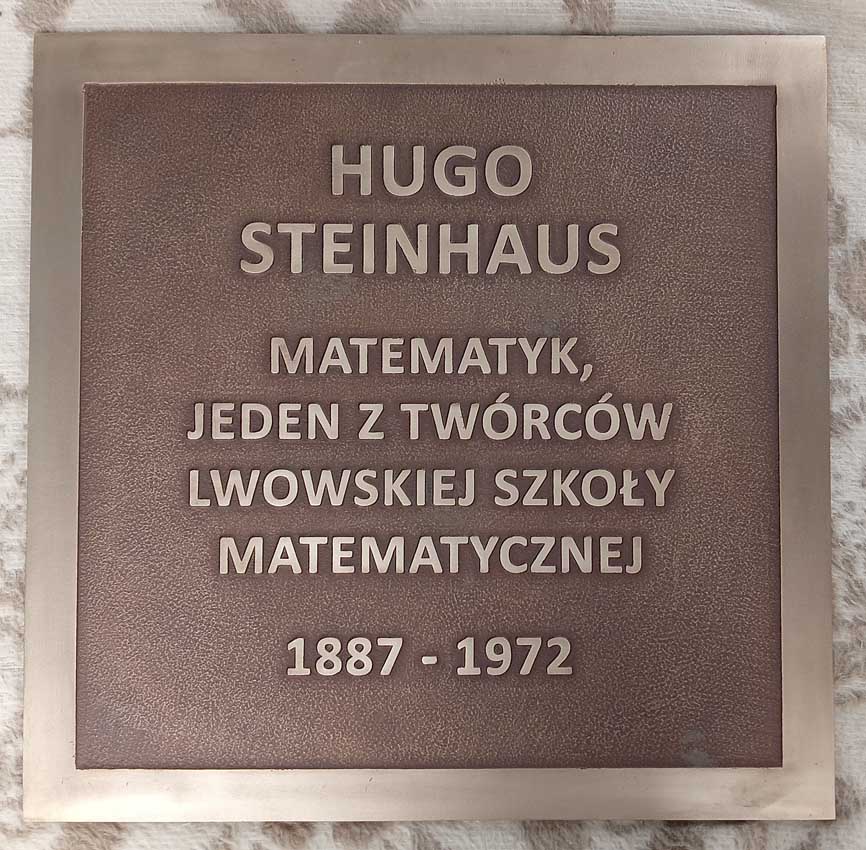 HUGO
STEINHAUS
MATEMATYK,
JEDEN Z TWÓRCÓW
LWOWSKIEJ SZKOŁY
MATEMATYCZNEJ
1887 - 1972